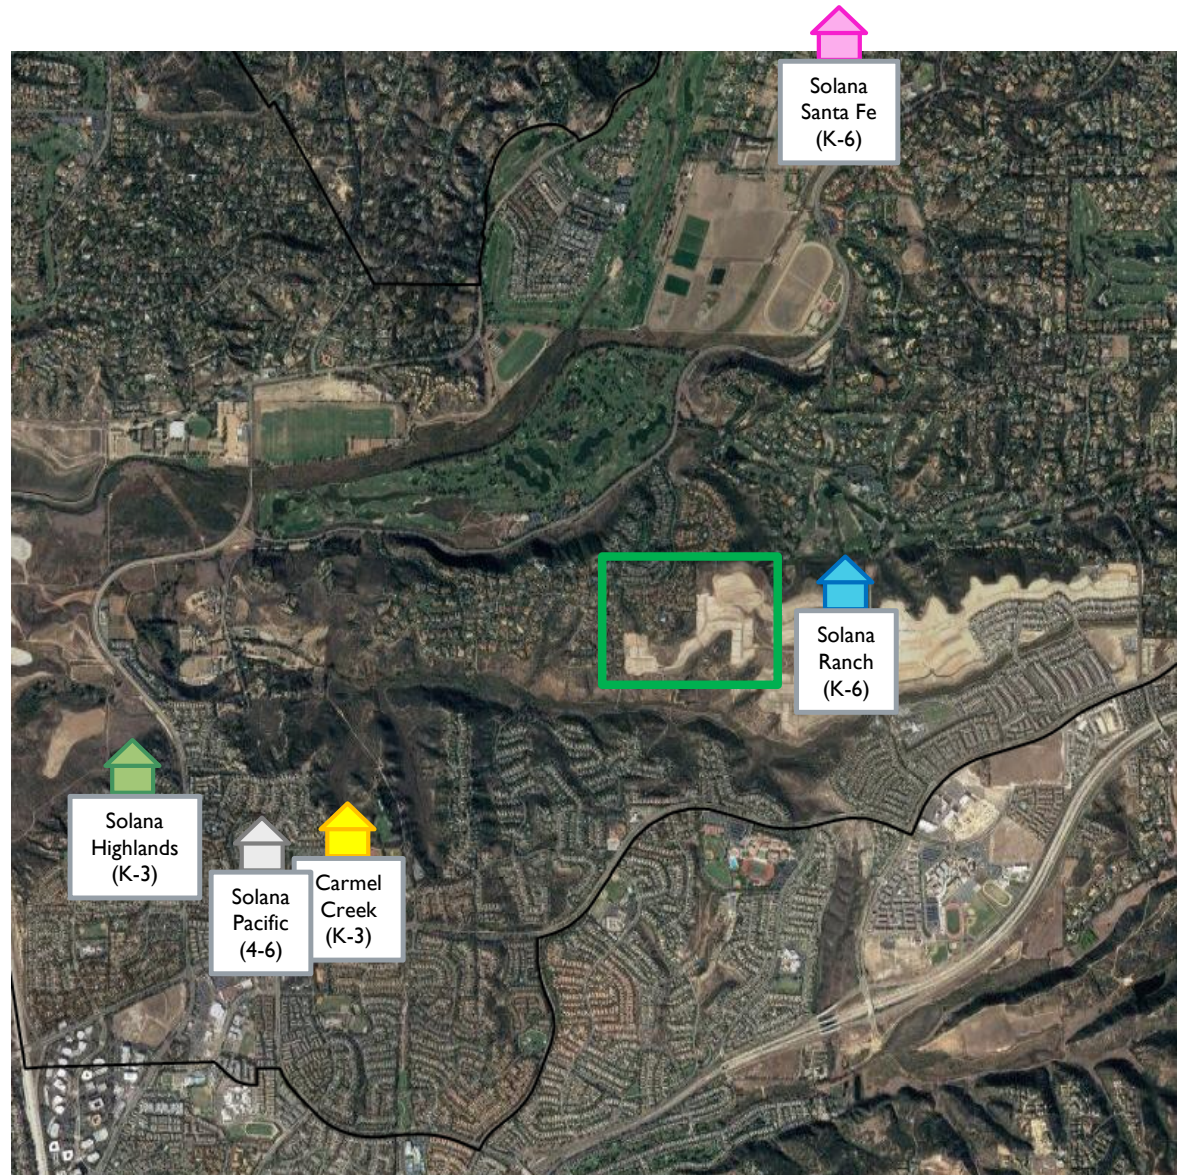 Solana
Santa Fe
(K-6)
Solana
Ranch
(K-6)
Solana
Highlands
(K-3)
Solana
Pacific
(4-6)
Carmel
Creek
(K-3)